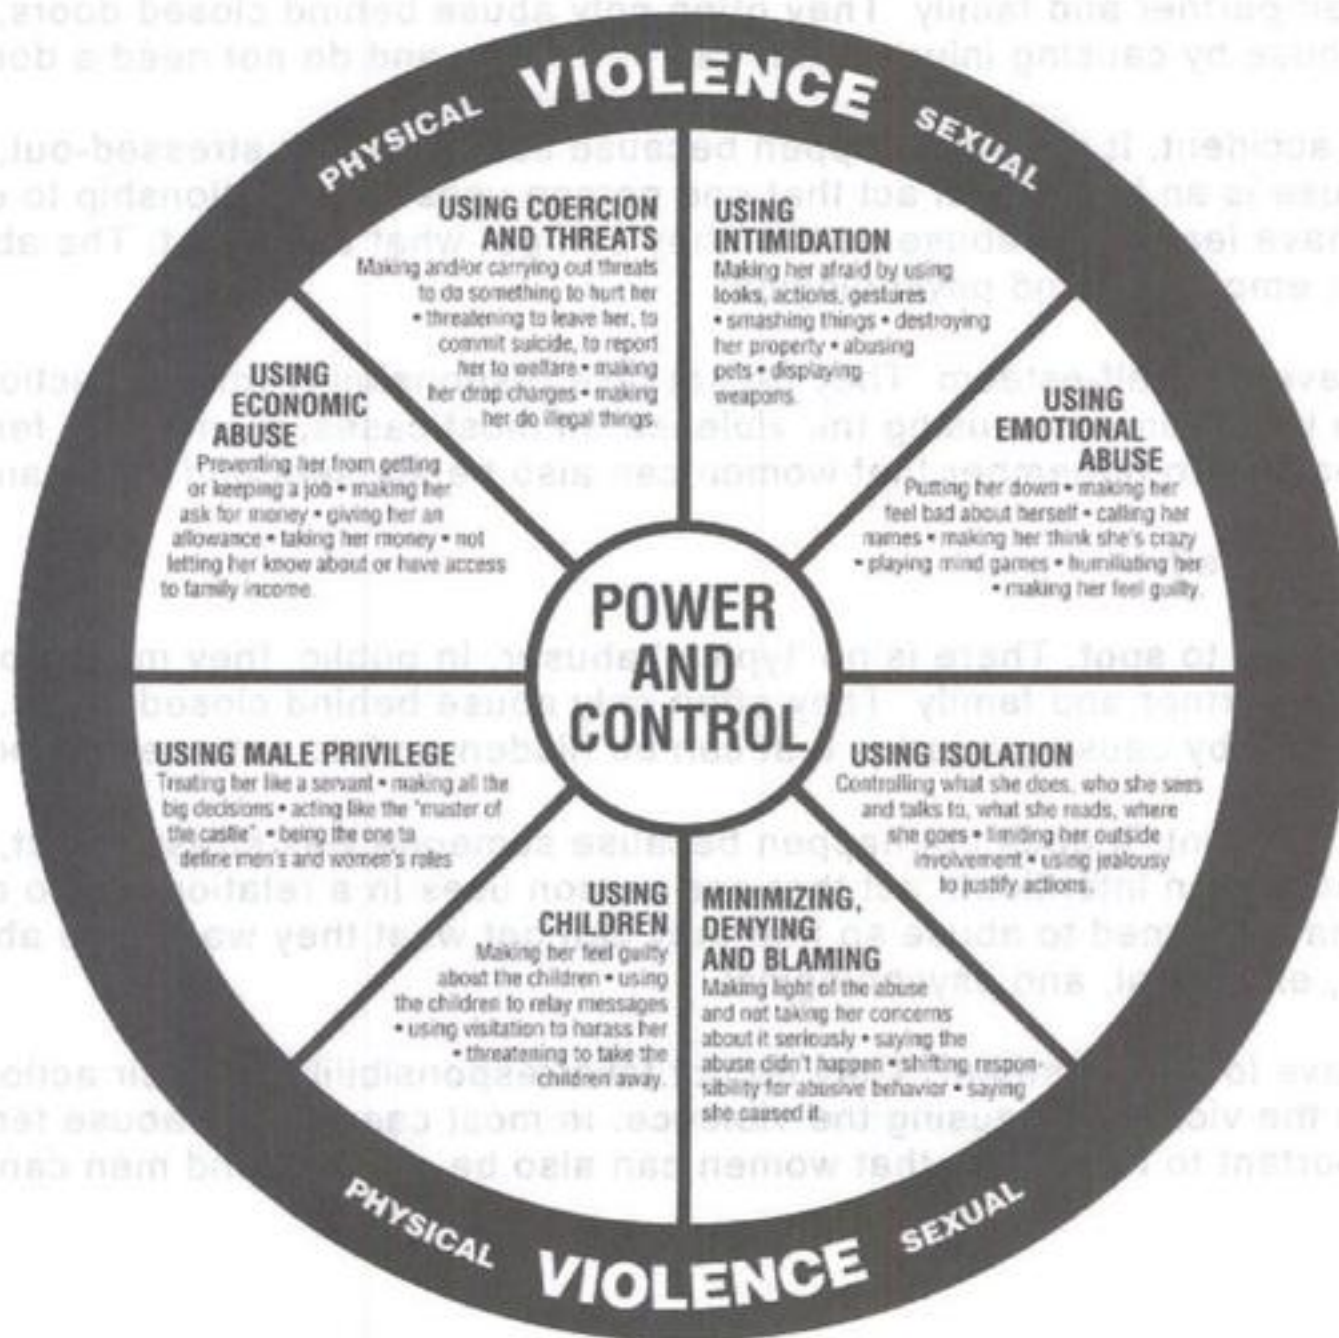 PHYSICAL VIOLENCE SEXUAL
USING COERCION
AND THREATS
Making and/or carrying out threats
to do something to hurt her
• threatening to leave her, to
commit suicide, to report
her to welfare • making
her drop charges • making
her do illegal things.
USING
INTIMIDATION
Making her afraid by using
looks, actions, gestures
• smashing things • destroying
her property • abusing
pets • displaying
weapons.
USING
EMOTIONAL
ABUSE
Putting her down • making her
feel bad about herself • calling her
names • making her think she's crazy
• playing mind games • humiliating her
• making her feel guilty.
USING ISOLATION
Controlling what she does, who she sees
and talks to, what she reads, where
she goes • limiting her outside
involvement • using jealousy
to justify actions.
MINIMIZING,
DENYING
AND BLAMING
Making light of the abuse
and not taking her concerns
about it seriously • saying the
abuse didn't happen • shifting respon-
sibility for abusive behavior • saying
she caused it.
USING
CHILDREN
Making her feel guilty
about the children • using
the children to relay messages
• using visitation to harass her
• threatening to take the
children away.
USING MALE PRIVILEGE
Treating her like a servant • making all the
big decisions • acting like the "master of
the castle" • being the one to
define men's and women's roles
USING
ECONOMIC
ABUSE
Preventing her from getting
or keeping a job • making her
ask for money • giving her an
allowance • taking her money • not
letting her know about or have access
to family income.
POWER
AND
CONTROL
PHYSICAL VIOLENCE SEXUAL